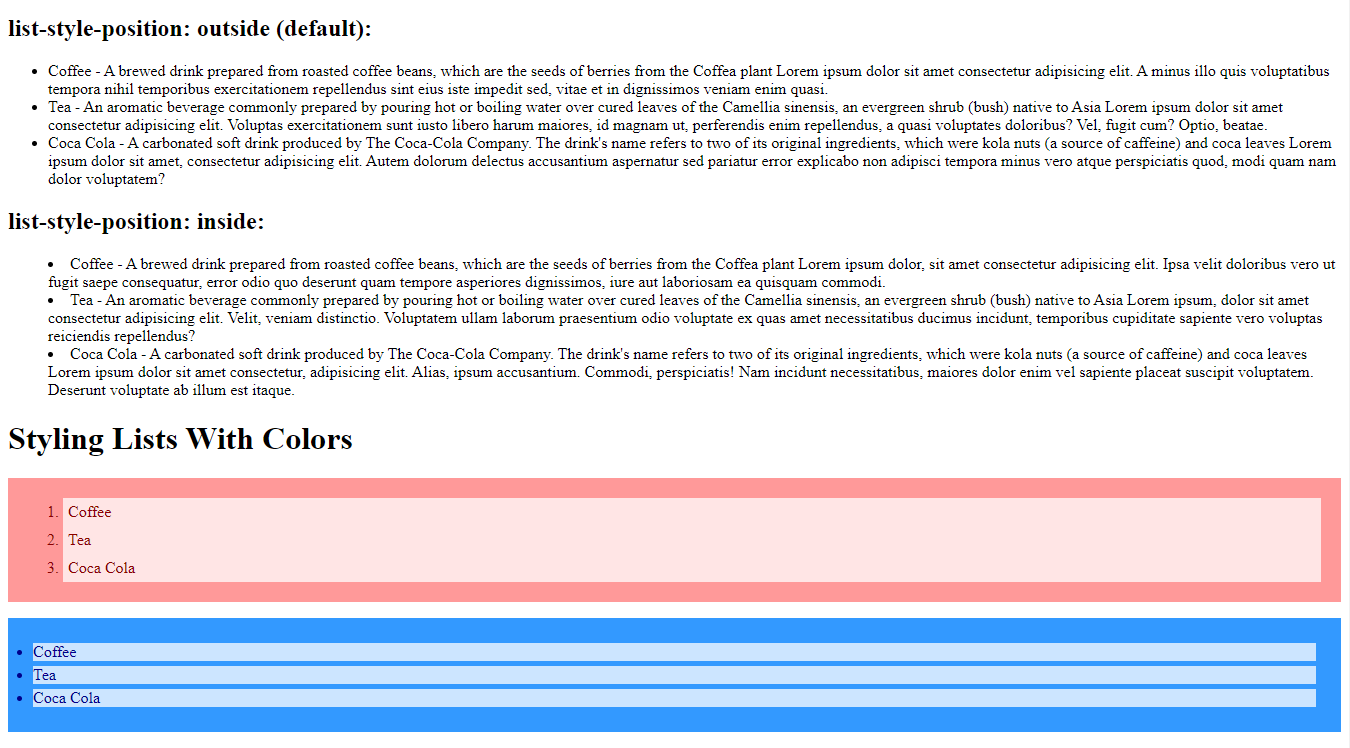 list-style-position: outside (default):
• Coffee - A brewed drink prepared from roasted coffee beans, which are the seeds of berries from the Coffea plant Lorem ipsum dolor sit amet consectetur adipisicing elit. A minus illo quis voluptatibus
tempora nihil temporibus exercitationem repellendus sint eius iste impedit sed, vitae et in dignissimos veniam enim quasi.
• Tea - An aromatic beverage commonly prepared by pouring hot or boiling water over cured leaves of the Camellia sinensis, an evergreen shrub (bush) native to Asia Lorem ipsum dolor sit amet
consectetur adipisicing elit. Voluptas exercitationem sunt iusto libero harum maiores, id magnam ut, perferendis enim repellendus, a quasi voluptates doloribus? Vel, fugit cum? Optio, beatae.
• Coca Cola - A carbonated soft drink produced by The Coca-Cola Company. The drink's name refers to two of its original ingredients, which were kola nuts (a source of caffeine) and coca leaves Lorem
ipsum dolor sit amet, consectetur adipisicing elit. Autem dolorum delectus accusantium aspernatur sed pariatur error explicabo non adipisci tempora minus vero atque perspiciatis quod, modi quam nam
dolor voluptatem?
list-style-position: inside:
• Coffee - A brewed drink prepared from roasted coffee beans, which are the seeds of berries from the Coffea plant Lorem ipsum dolor, sit amet consectetur adipisicing elit. Ipsa velit doloribus vero ut
fugit saepe consequatur, error odio quo deserunt quam tempore asperiores dignissimos, iure aut laboriosam ea quisquam commodi.
• Tea - An aromatic beverage commonly prepared by pouring hot or boiling water over cured leaves of the Camellia sinensis, an evergreen shrub (bush) native to Asia Lorem ipsum, dolor sit amet
consectetur adipisicing elit. Velit, veniam distinctio. Voluptatem ullam laborum praesentium odio voluptate ex quas amet necessitatibus ducimus incidunt, temporibus cupiditate sapiente vero voluptas
reiciendis repellendus?
• Coca Cola - A carbonated soft drink produced by The Coca-Cola Company. The drink's name refers to two of its original ingredients, which were kola nuts (a source of caffeine) and coca leaves
Lorem ipsum dolor sit amet consectetur, adipisicing elit. Alias, ipsum accusantium. Commodi, perspiciatis! Nam incidunt necessitatibus, maiores dolor enim vel sapiente placeat suscipit voluptatem.
Deserunt voluptate ab illum est itaque.
Styling Lists With Colors
1. Coffee
2. Tea
3. Coca Cola
• Coffee
• Tea
• Coca Cola